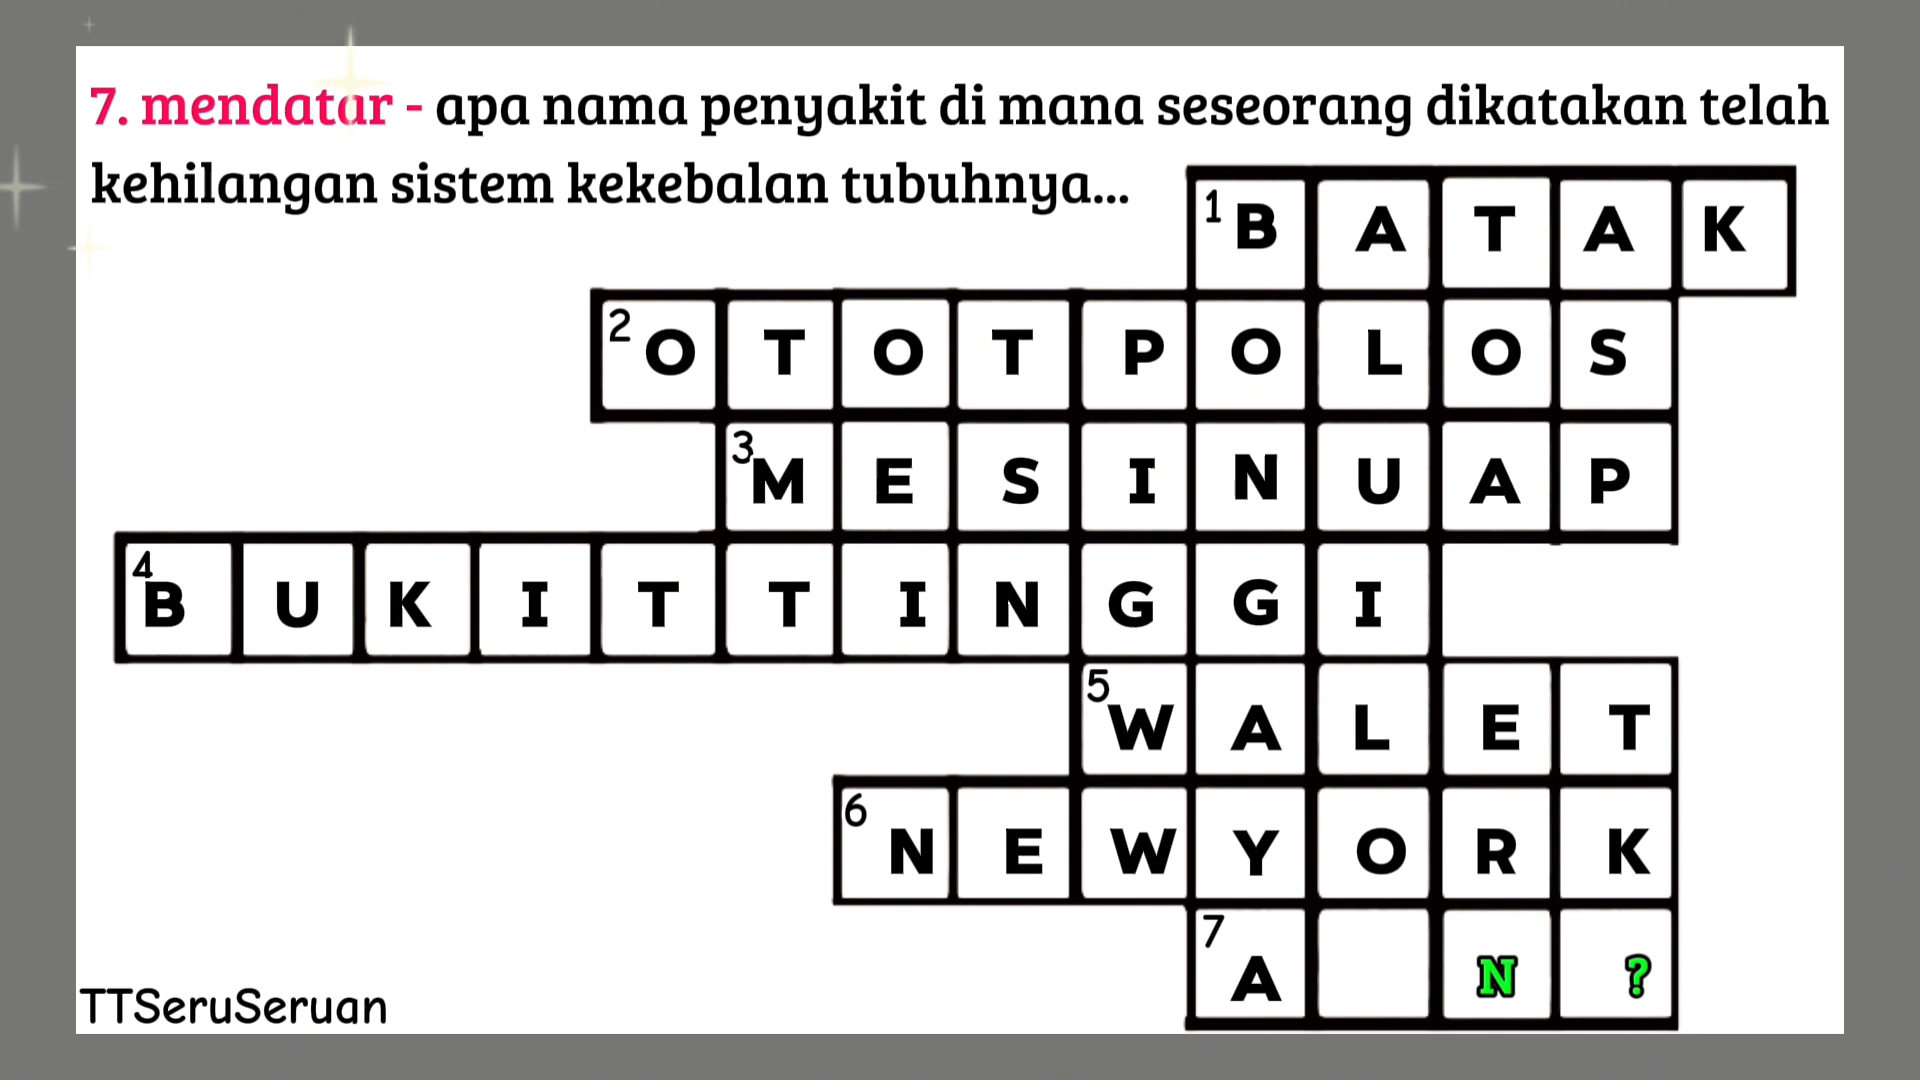 7. mendatar - apa nama penyakit di mana seseorang dikatakan telah
kehilangan sistem kekebalan tubuhnya...
1 B A T A K
2 O T O T P O L O S
3 M E S I N U A P
4 B U K I T T I N G G I
5 W A L E T
6 N E W Y O R K
7 A N ?
TTSeruSeruan